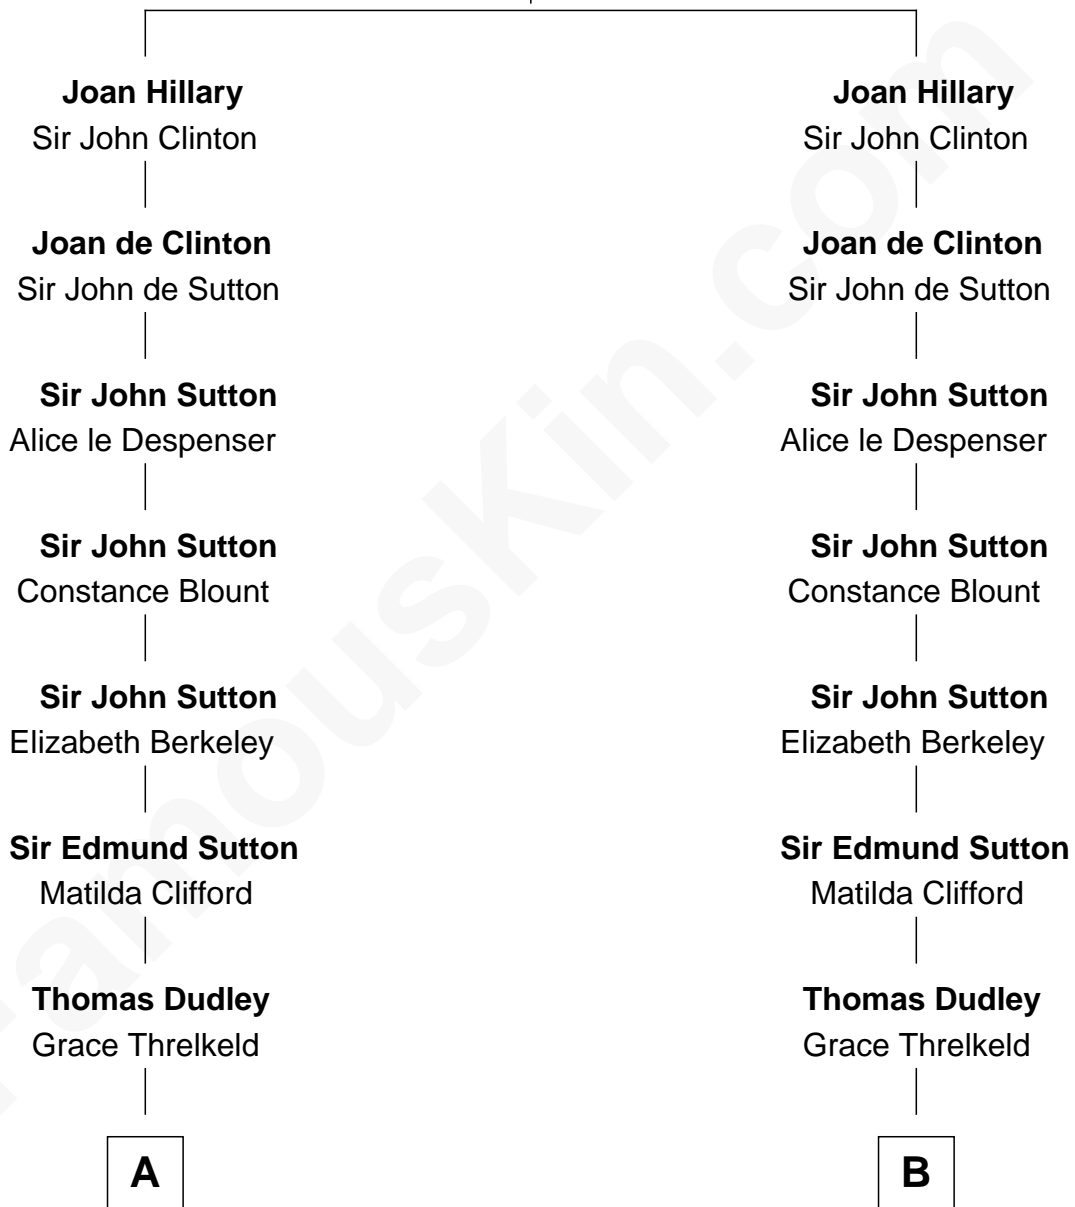 Joan Hillary
Sir John Clinton
Joan de Clinton
Sir John de Sutton
Sir John Sutton
Alice le Despenser
Sir John Sutton
Constance Blount
Sir John Sutton
Elizabeth Berkeley
Sir Edmund Sutton
Matilda Clifford
Thomas Dudley
Grace Threlkeld
A
Joan Hillary
Sir John Clinton
Joan de Clinton
Sir John de Sutton
Sir John Sutton
Alice le Despenser
Sir John Sutton
Constance Blount
Sir John Sutton
Elizabeth Berkeley
Sir Edmund Sutton
Matilda Clifford
Thomas Dudley
Grace Threlkeld
B
FamousKin.com